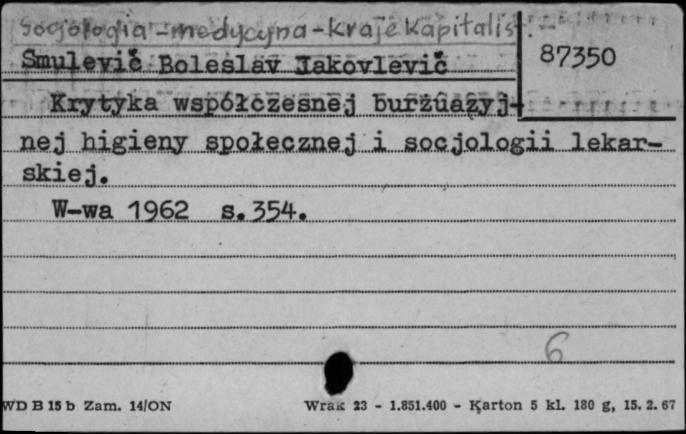 Socjologia - medycyna - kraje kapitalist. --
87350
Smulevič Boleslav Jakovlevič
Krytyka współczesnej burżuazyj-
nej higieny społecznej i socjologii lekar-
skiej.
W-wa 1962 s. 354.
6
WD B 15 b Zam. 14/ON
Wrak 23 - 1.851.400 - Karton 5 kl. 180 g, 15. 2. 67